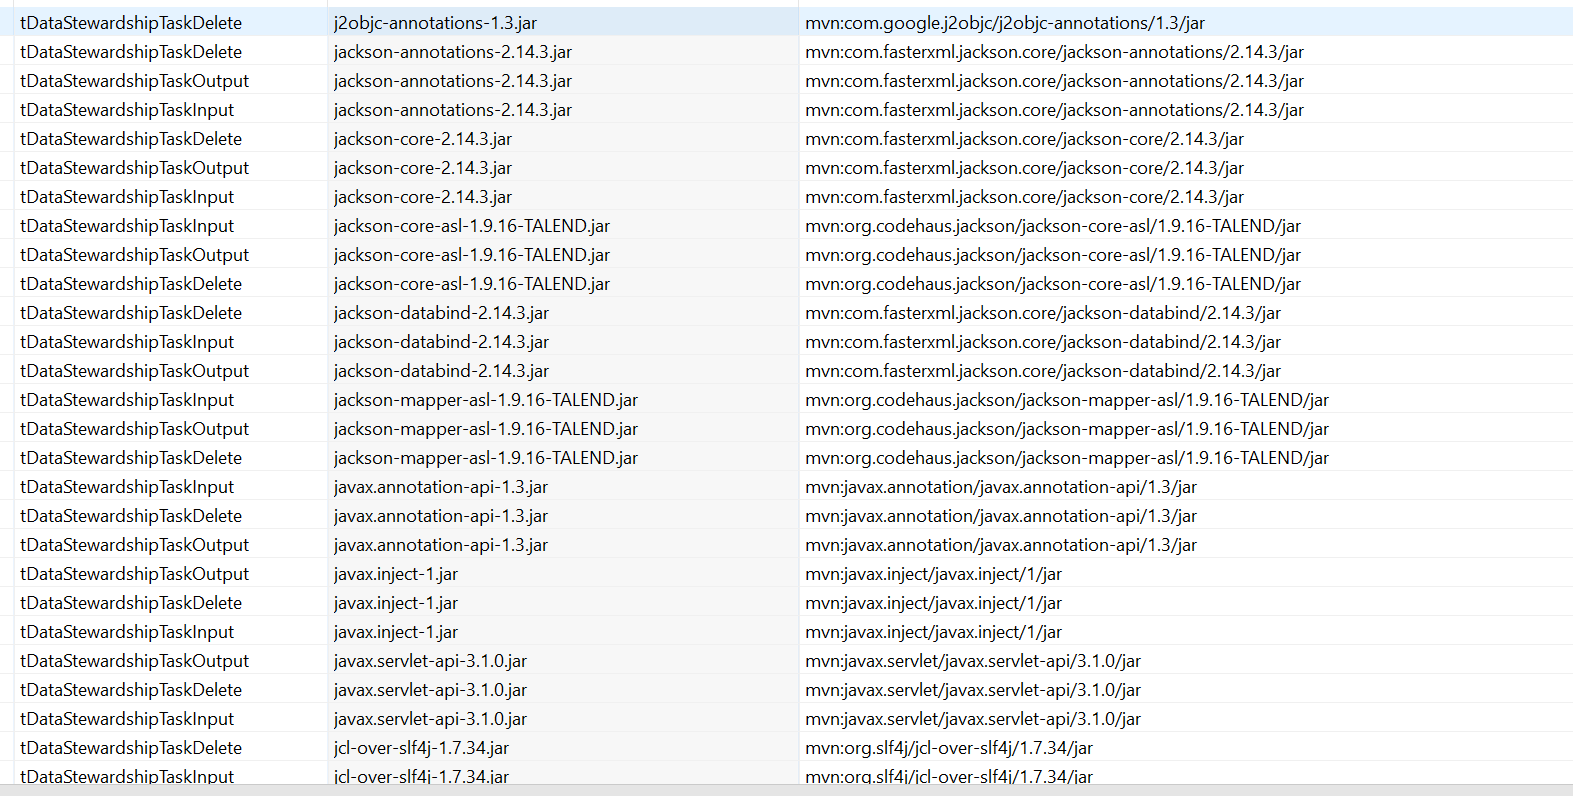 tDataStewardshipTaskDelete j2objc-annotations-1.3.jar mvn:com.google.j2objc/j2objc-annotations/1.3/jar
tDataStewardshipTaskDelete jackson-annotations-2.14.3.jar mvn:com.fasterxml.jackson.core/jackson-annotations/2.14.3/jar
tDataStewardshipTaskOutput jackson-annotations-2.14.3.jar mvn:com.fasterxml.jackson.core/jackson-annotations/2.14.3/jar
tDataStewardshipTaskInput jackson-annotations-2.14.3.jar mvn:com.fasterxml.jackson.core/jackson-annotations/2.14.3/jar
tDataStewardshipTaskDelete jackson-core-2.14.3.jar mvn:com.fasterxml.jackson.core/jackson-core/2.14.3/jar
tDataStewardshipTaskOutput jackson-core-2.14.3.jar mvn:com.fasterxml.jackson.core/jackson-core/2.14.3/jar
tDataStewardshipTaskInput jackson-core-2.14.3.jar mvn:com.fasterxml.jackson.core/jackson-core/2.14.3/jar
tDataStewardshipTaskInput jackson-core-asl-1.9.16-TALEND.jar mvn:org.codehaus.jackson/jackson-core-asl/1.9.16-TALEND/jar
tDataStewardshipTaskOutput jackson-core-asl-1.9.16-TALEND.jar mvn:org.codehaus.jackson/jackson-core-asl/1.9.16-TALEND/jar
tDataStewardshipTaskDelete jackson-core-asl-1.9.16-TALEND.jar mvn:org.codehaus.jackson/jackson-core-asl/1.9.16-TALEND/jar
tDataStewardshipTaskDelete jackson-databind-2.14.3.jar mvn:com.fasterxml.jackson.core/jackson-databind/2.14.3/jar
tDataStewardshipTaskInput jackson-databind-2.14.3.jar mvn:com.fasterxml.jackson.core/jackson-databind/2.14.3/jar
tDataStewardshipTaskOutput jackson-databind-2.14.3.jar mvn:com.fasterxml.jackson.core/jackson-databind/2.14.3/jar
tDataStewardshipTaskInput jackson-mapper-asl-1.9.16-TALEND.jar mvn:org.codehaus.jackson/jackson-mapper-asl/1.9.16-TALEND/jar
tDataStewardshipTaskOutput jackson-mapper-asl-1.9.16-TALEND.jar mvn:org.codehaus.jackson/jackson-mapper-asl/1.9.16-TALEND/jar
tDataStewardshipTaskDelete jackson-mapper-asl-1.9.16-TALEND.jar mvn:org.codehaus.jackson/jackson-mapper-asl/1.9.16-TALEND/jar
tDataStewardshipTaskInput javax.annotation-api-1.3.jar mvn:javax.annotation/javax.annotation-api/1.3/jar
tDataStewardshipTaskDelete javax.annotation-api-1.3.jar mvn:javax.annotation/javax.annotation-api/1.3/jar
tDataStewardshipTaskOutput javax.annotation-api-1.3.jar mvn:javax.annotation/javax.annotation-api/1.3/jar
tDataStewardshipTaskOutput javax.inject-1.jar mvn:javax.inject/javax.inject/1/jar
tDataStewardshipTaskDelete javax.inject-1.jar mvn:javax.inject/javax.inject/1/jar
tDataStewardshipTaskInput javax.inject-1.jar mvn:javax.inject/javax.inject/1/jar
tDataStewardshipTaskOutput javax.servlet-api-3.1.0.jar mvn:javax.servlet/javax.servlet-api/3.1.0/jar
tDataStewardshipTaskDelete javax.servlet-api-3.1.0.jar mvn:javax.servlet/javax.servlet-api/3.1.0/jar
tDataStewardshipTaskInput javax.servlet-api-3.1.0.jar mvn:javax.servlet/javax.servlet-api/3.1.0/jar
tDataStewardshipTaskDelete jcl-over-slf4j-1.7.34.jar mvn:org.slf4j/jcl-over-slf4j/1.7.34/jar
tDataStewardshipTaskInput jcl-over-slf4j-1.7.34.jar mvn:org.slf4j/jcl-over-slf4j/1.7.34/jar